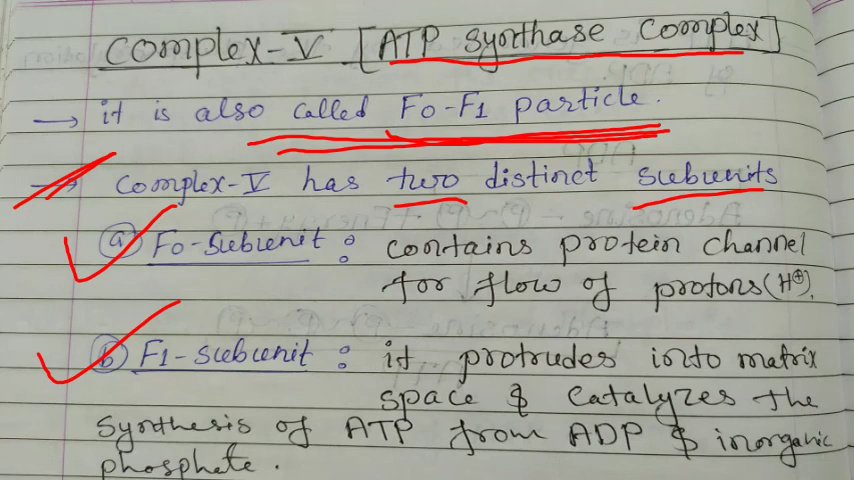 Complex-V [ATP synthase Complex]
→ it is also called F0-F1 particle.
→ Complex-V has two distinct subunits
(a) F0-subunit : contains protein channel
for flow of protons (H⊕).
(b) F1-subunit : it protrudes into matrix
space & catalyzes the
synthesis of ATP from ADP & inorganic
phosphate.